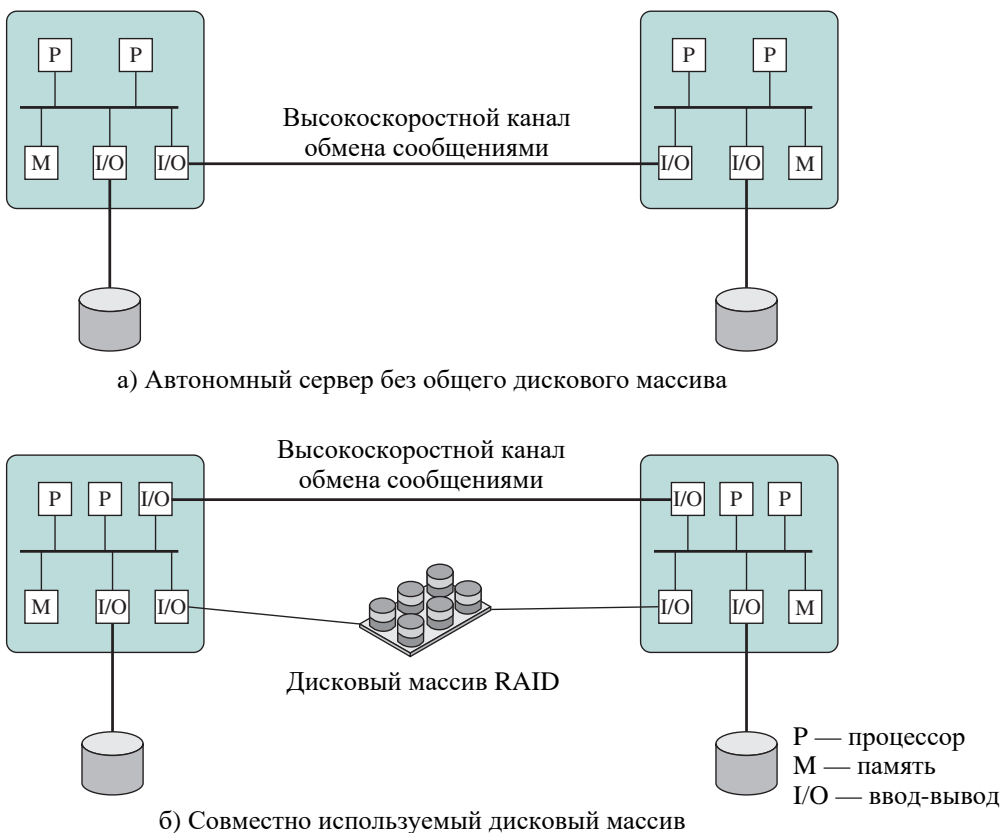 P P P P
Высокоскоростной канал
обмена сообщениями
M I/O I/O I/O I/O M
а) Автономный сервер без общего дискового массива
Высокоскоростной канал
обмена сообщениями
P P I/O I/O P P
M I/O I/O I/O I/O M
Дисковый массив RAID
P — процессор
M — память
I/O — ввод-вывод
б) Совместно используемый дисковый массив